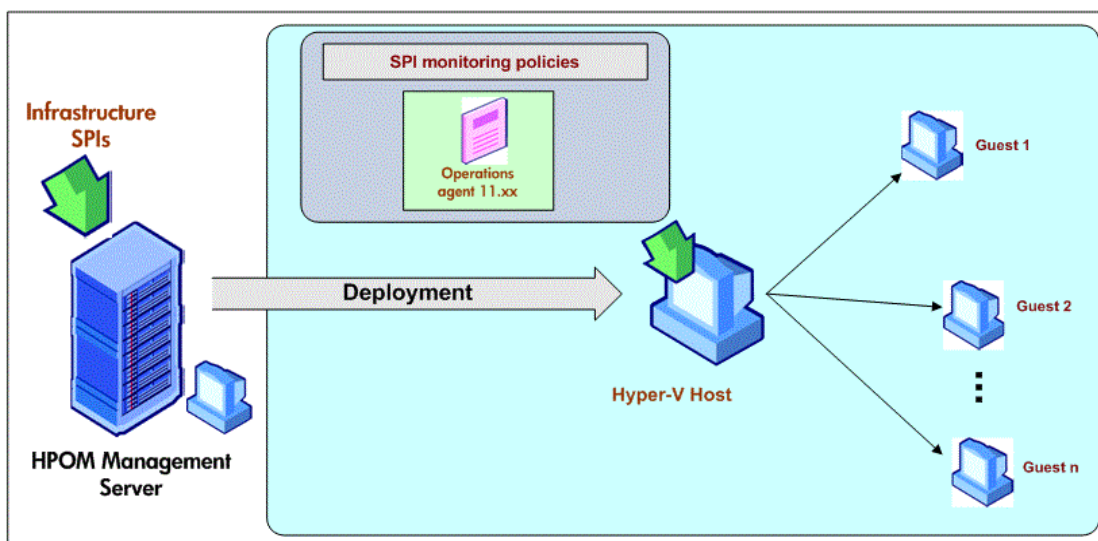 Infrastructure
SPIs
SPI monitoring policies
Operations
agent 11.xx
Deployment
HPOM Management
Server
Hyper-V Host
Guest 1
Guest 2
Guest n